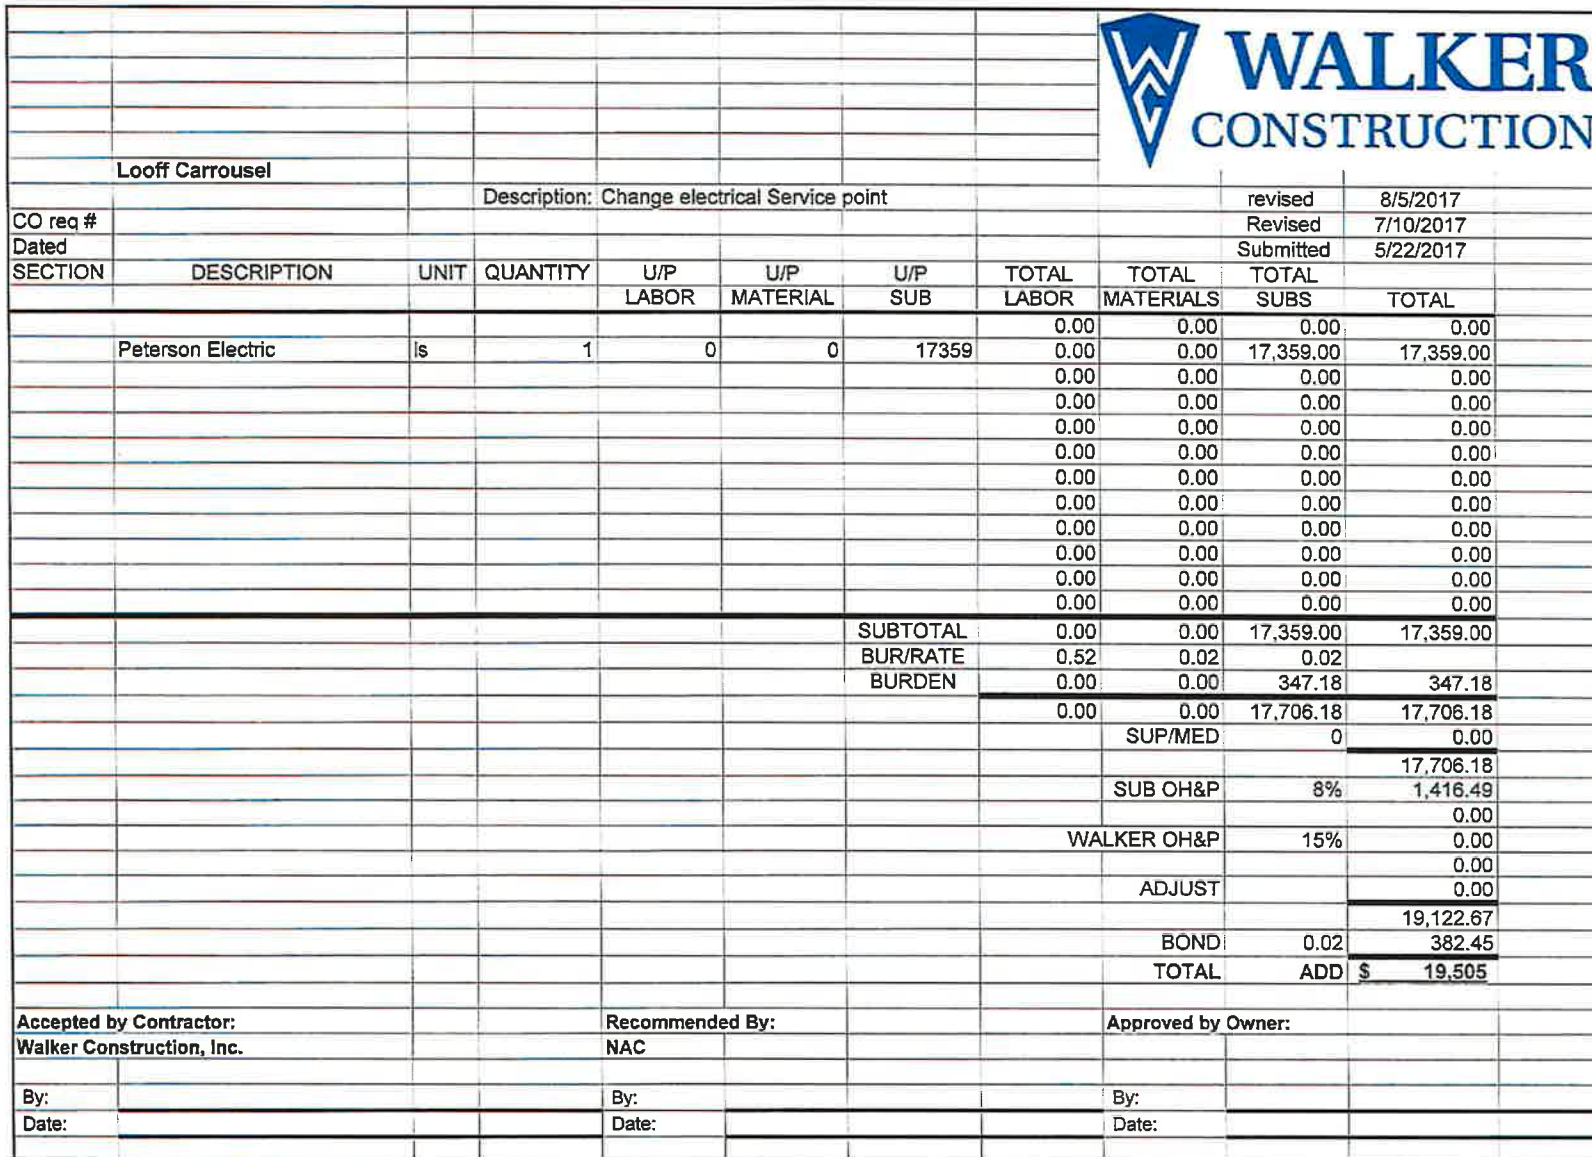 WALKER
CONSTRUCTION
Looff Carrousel
Description: Change electrical Service point revised 8/5/2017
CO req # Revised 7/10/2017
Dated Submitted 5/22/2017
SECTION DESCRIPTION UNIT QUANTITY U/P U/P U/P TOTAL TOTAL TOTAL
LABOR MATERIAL SUB LABOR MATERIALS SUBS TOTAL
0.00 0.00 0.00 0.00
Peterson Electric ls 1 0 0 17359 0.00 0.00 17,359.00 17,359.00
0.00 0.00 0.00 0.00
0.00 0.00 0.00 0.00
0.00 0.00 0.00 0.00
0.00 0.00 0.00 0.00
0.00 0.00 0.00 0.00
0.00 0.00 0.00 0.00
0.00 0.00 0.00 0.00
0.00 0.00 0.00 0.00
0.00 0.00 0.00 0.00
0.00 0.00 0.00 0.00
SUBTOTAL 0.00 0.00 17,359.00 17,359.00
BUR/RATE 0.52 0.02 0.02
BURDEN 0.00 0.00 347.18 347.18
0.00 0.00 17,706.18 17,706.18
SUP/MED 0 0.00
17,706.18
SUB OH&P 8% 1,416.49
0.00
WALKER OH&P 15% 0.00
0.00
ADJUST 0.00
19,122.67
BOND 0.02 382.45
TOTAL ADD $ 19,505
Accepted by Contractor: Recommended By: Approved by Owner:
Walker Construction, Inc. NAC
By: By: By:
Date: Date: Date: